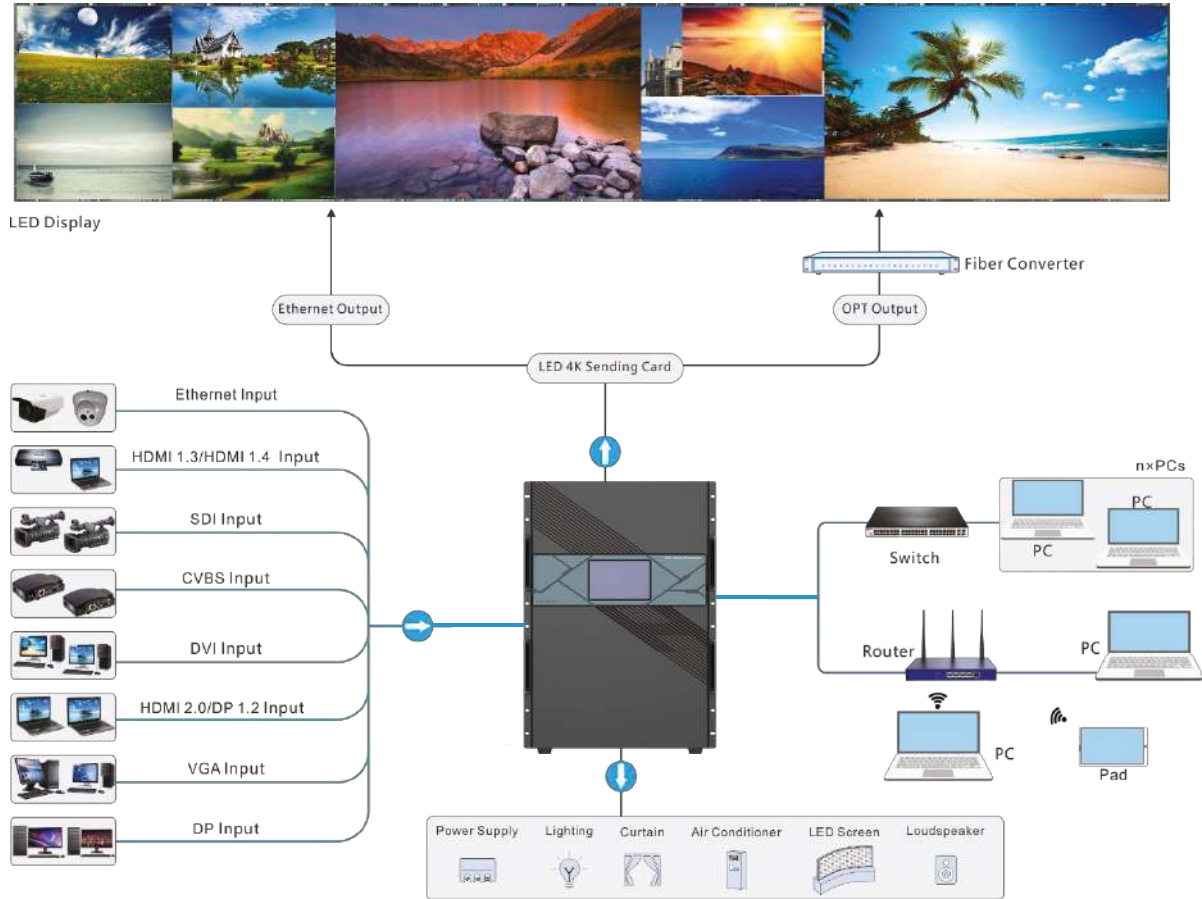 LED Display
Fiber Converter
Ethernet Output
OPT Output
LED 4K Sending Card
Ethernet Input
HDMI 1.3/HDMI 1.4 Input
SDI Input
CVBS Input
DVI Input
HDMI 2.0/DP 1.2 Input
VGA Input
DP Input
n×PCs
PC
PC
Switch
Router
PC
PC
Pad
Power Supply
Lighting
Curtain
Air Conditioner
LED Screen
Loudspeaker